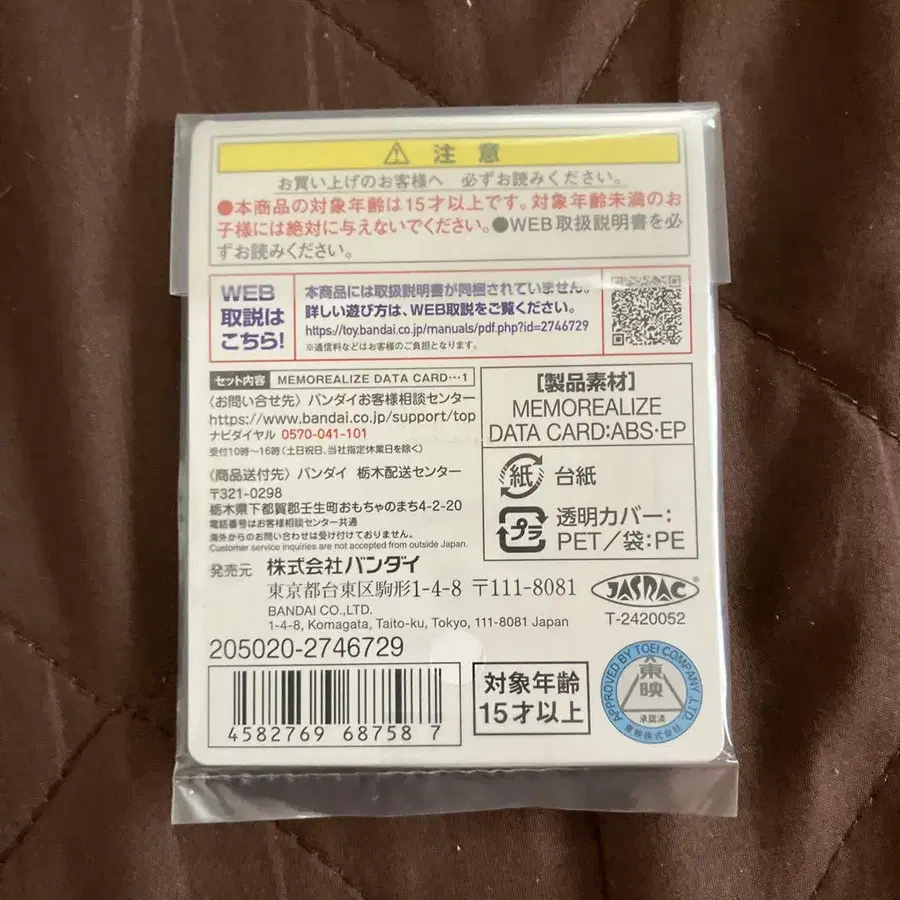 ⚠ 注意
お買い上げのお客様へ 必ずお読みください。
●本商品の対象年齢は15才以上です。対象年齢未満のお
子様には絶対に与えないでください。●WEB取扱説明書を必
ずお読みください。
WEB
取説は
こちら!
本商品には取扱説明書が同梱されていません。
詳しい遊び方は、WEB取説をご覧ください。
https://toy.bandai.co.jp/manuals/pdf.php?id=2746729
※通信料などはお客様のご負担となります。
セット内容 MEMOREALIZE DATA CARD…1
〈お問い合せ先〉バンダイお客様相談センター
https://www.bandai.co.jp/support/top
ナビダイヤル 0570-041-101
受付10時〜16時(土日祝日、当社指定休業日を除く)
〈商品送付先〉バンダイ 栃木配送センター
〒321-0298
栃木県下都賀郡壬生町おもちゃのまち4-2-20
電話番号はお客様相談センター共通
海外からのお問い合わせは受け付けておりません。
Customer service inquiries are not accepted from outside Japan.
[製品素材]
MEMOREALIZE
DATA CARD:ABS・EP
紙 台紙
プラ 透明カバー:
PET/袋:PE
発売元 株式会社バンダイ
東京都台東区駒形1-4-8 〒111-8081
BANDAI CO.,LTD.
1-4-8, Komagata, Taito-ku, Tokyo, 111-8081 Japan
JASRAC
T-2420052
205020-2746729
4582769 68758 7
対象年齢
15才以上
APPROVED BY TOEI COMPANY, LTD.
東映
承認済
東映株式会社